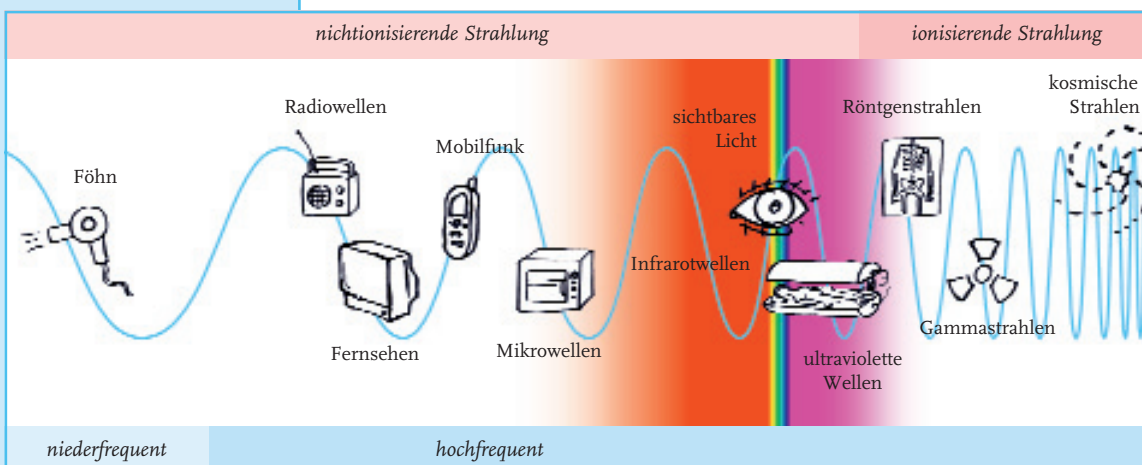 nichtionisierende Strahlung
ionisierende Strahlung
kosmische
Strahlen
Radiowellen
sichtbares
Licht
Röntgenstrahlen
Mobilfunk
Föhn
Infrarotwellen
Fernsehen
Mikrowellen
ultraviolette
Wellen
Gammastrahlen
niederfrequent
hochfrequent